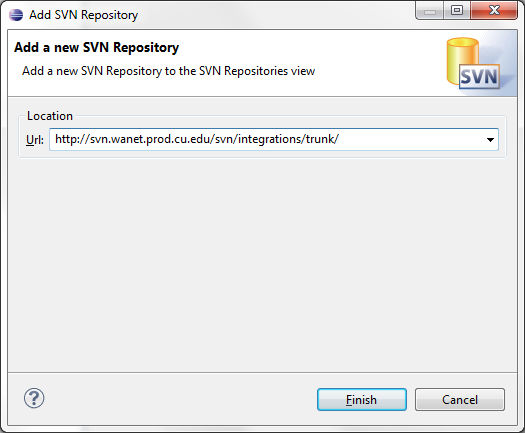 Add SVN Repository
Add a new SVN Repository
Add a new SVN Repository to the SVN Repositories view
SVN
Location
Url: http://svn.wanet.prod.cu.edu/svn/integrations/trunk/
?
Finish Cancel